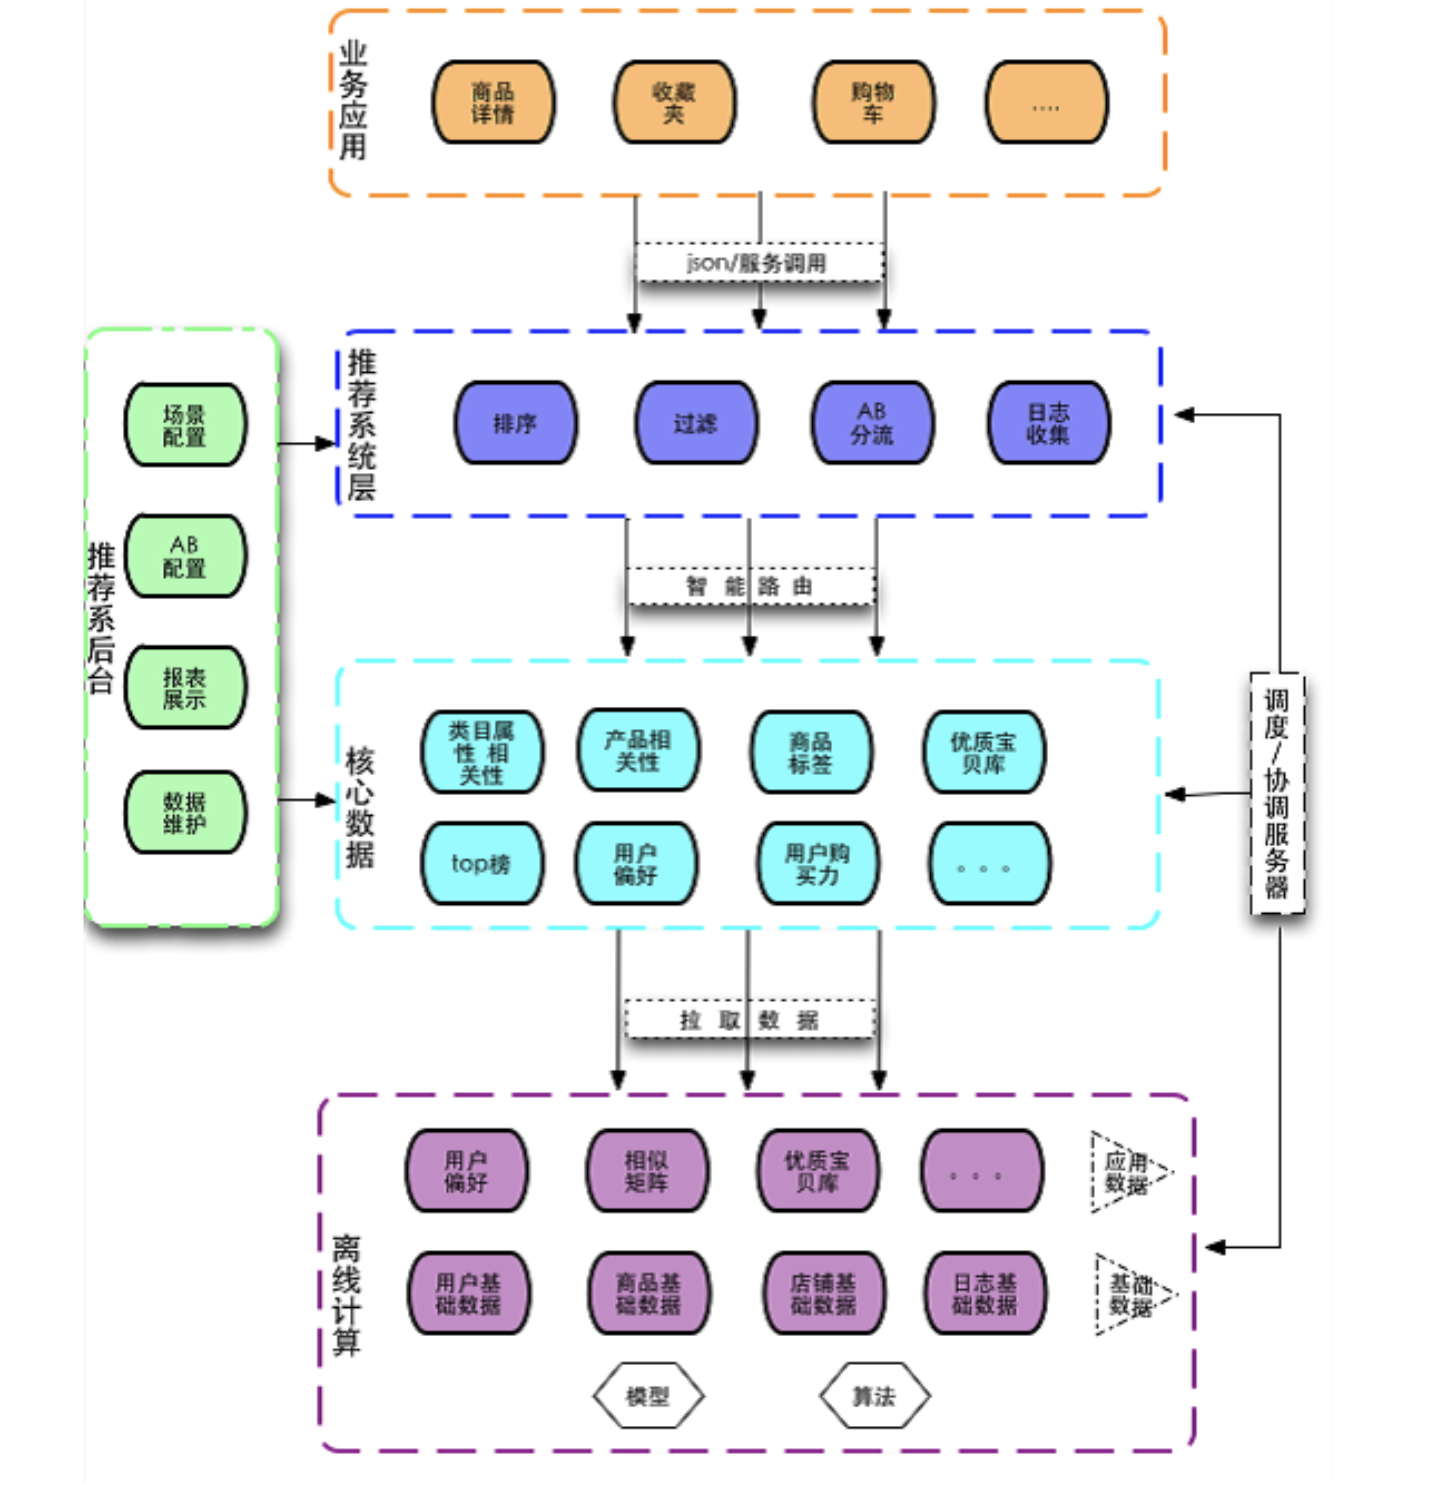 业务应用
商品
详情
收藏
夹
购物
车
....
json/服务调用
推荐系统层
排序
过滤
AB
分流
日志
收集
推荐系后台
场景
配置
AB
配置
报表
展示
数据
维护
智能路由
核心数据
类目属
性 相
关性
产品相
关性
商品
标签
优质宝
贝库
top榜
用户
偏好
用户购
买力
。。。
调度/协调服务器
拉取数据
离线计算
用户
偏好
相似
矩阵
优质宝
贝库
。。。
应用
数据
用户基
础数据
商品基
础数据
店铺基
础数据
日志基
础数据
基础
数据
模型
算法